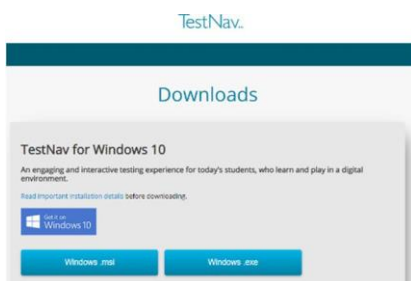 TestNav..
Downloads
TestNav for Windows 10
An engaging and interactive testing experience for today's students, who learn and play in a digital
environment.
Read important installation details before downloading.
Get it on
Windows 10
Windows .msi
Windows .exe